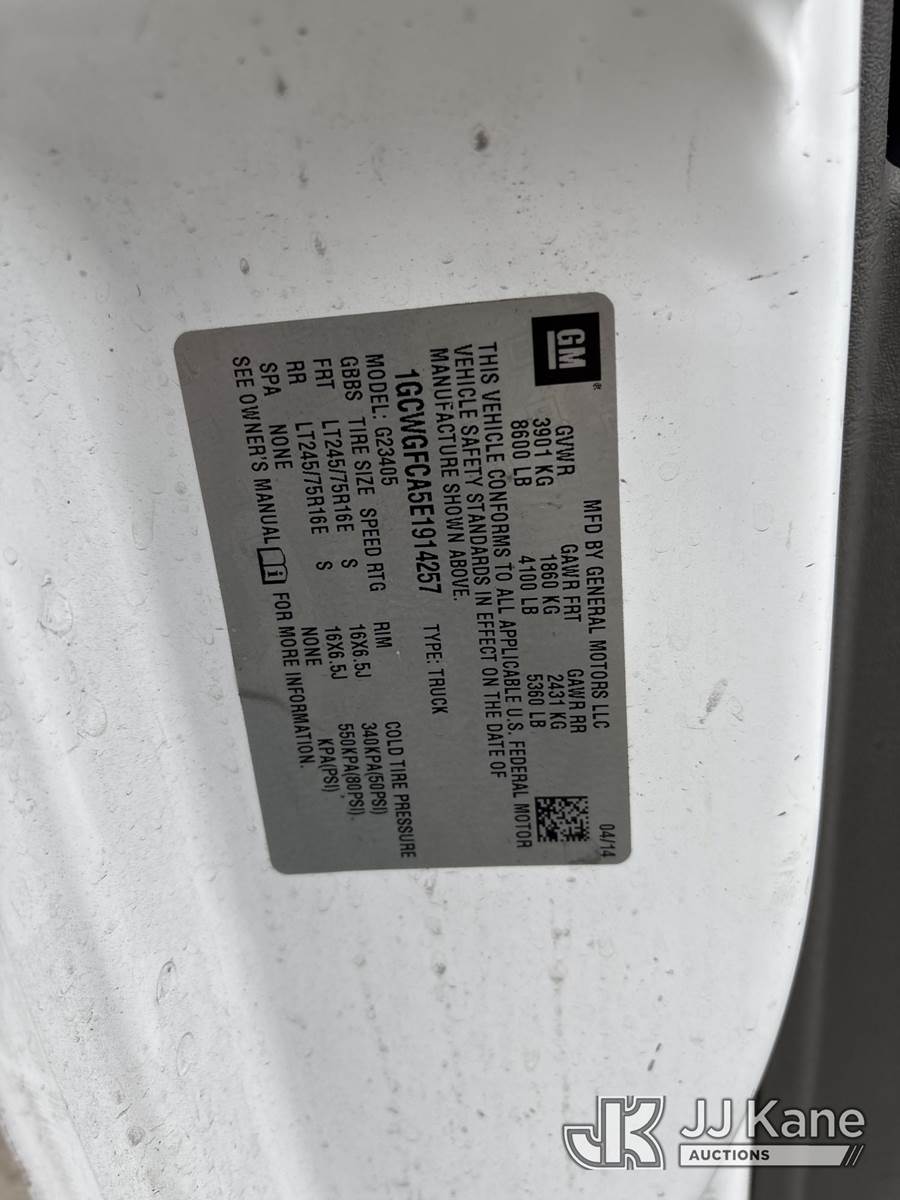 GM
MFD BY GENERAL MOTORS LLC 04/14
GVWR GAWR FRT GAWR RR
3901 KG 1860 KG 2431 KG
8600 LB 4100 LB 5360 LB
THIS VEHICLE CONFORMS TO ALL APPLICABLE U.S. FEDERAL MOTOR
VEHICLE SAFETY STANDARDS IN EFFECT ON THE DATE OF
MANUFACTURE SHOWN ABOVE.
1GCWGFCA5E1914257 TYPE: TRUCK
MODEL: G23405
GBBS TIRE SIZE SPEED RTG RIM COLD TIRE PRESSURE
FRT LT245/75R16E S 16X6.5J 340KPA(50PSI)
RR LT245/75R16E S 16X6.5J 550KPA(80PSI)
SPA NONE NONE KPA(PSI)
SEE OWNER'S MANUAL FOR MORE INFORMATION.
JK JJ Kane
AUCTIONS